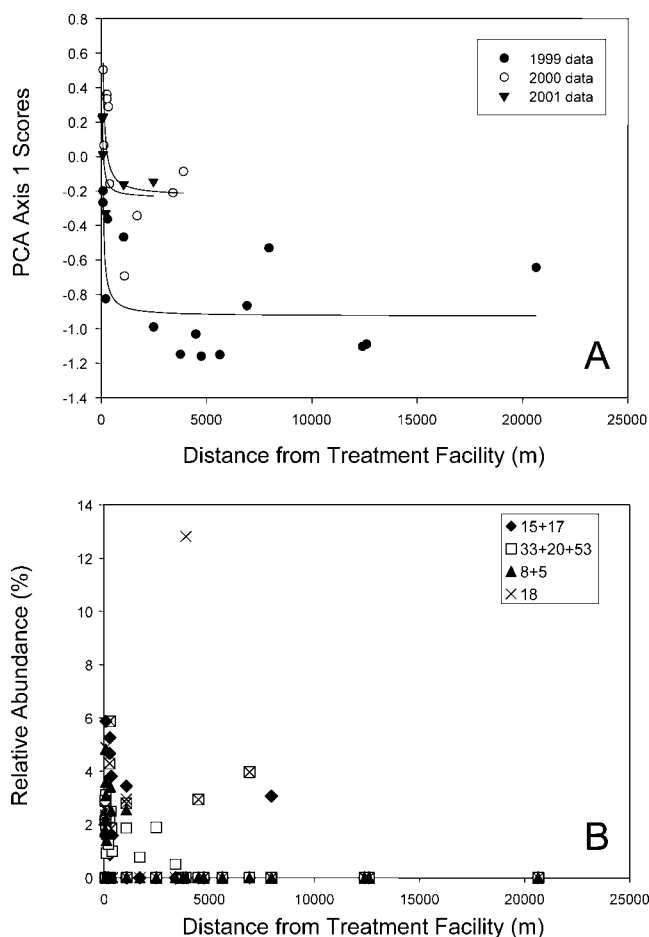 0.8
0.6
0.4
0.2
0.0
-0.2
-0.4
-0.6
-0.8
-1.0
-1.2
-1.4
PCA Axis 1 Scores
1999 data
2000 data
2001 data
A
0 5000 10000 15000 20000 25000
Distance from Treatment Facility (m)
14
12
10
8
6
4
2
0
Relative Abundance (%)
15+17
33+20+53
8+5
18
B
0 5000 10000 15000 20000 25000
Distance from Treatment Facility (m)